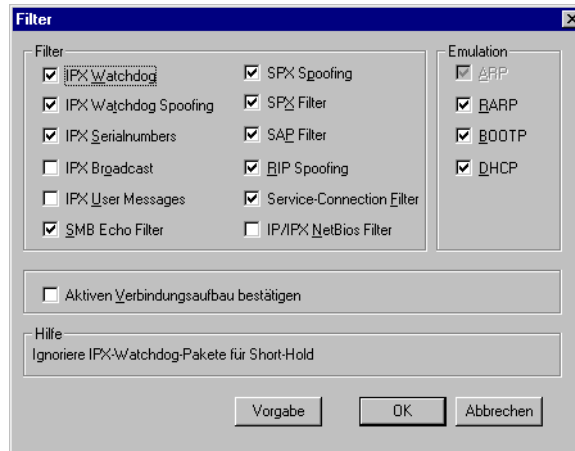 Filter
Filter
IPX Watchdog
IPX Watchdog Spoofing
IPX Serialnumbers
IPX Broadcast
IPX User Messages
SMB Echo Filter
SPX Spoofing
SPX Filter
SAP Filter
RIP Spoofing
Service-Connection Filter
IP/IPX NetBios Filter
Emulation
ARP
RARP
BOOTP
DHCP
Aktiven Verbindungsaufbau bestätigen
Hilfe
Ignoriere IPX-Watchdog-Pakete für Short-Hold
Vorgabe
OK
Abbrechen